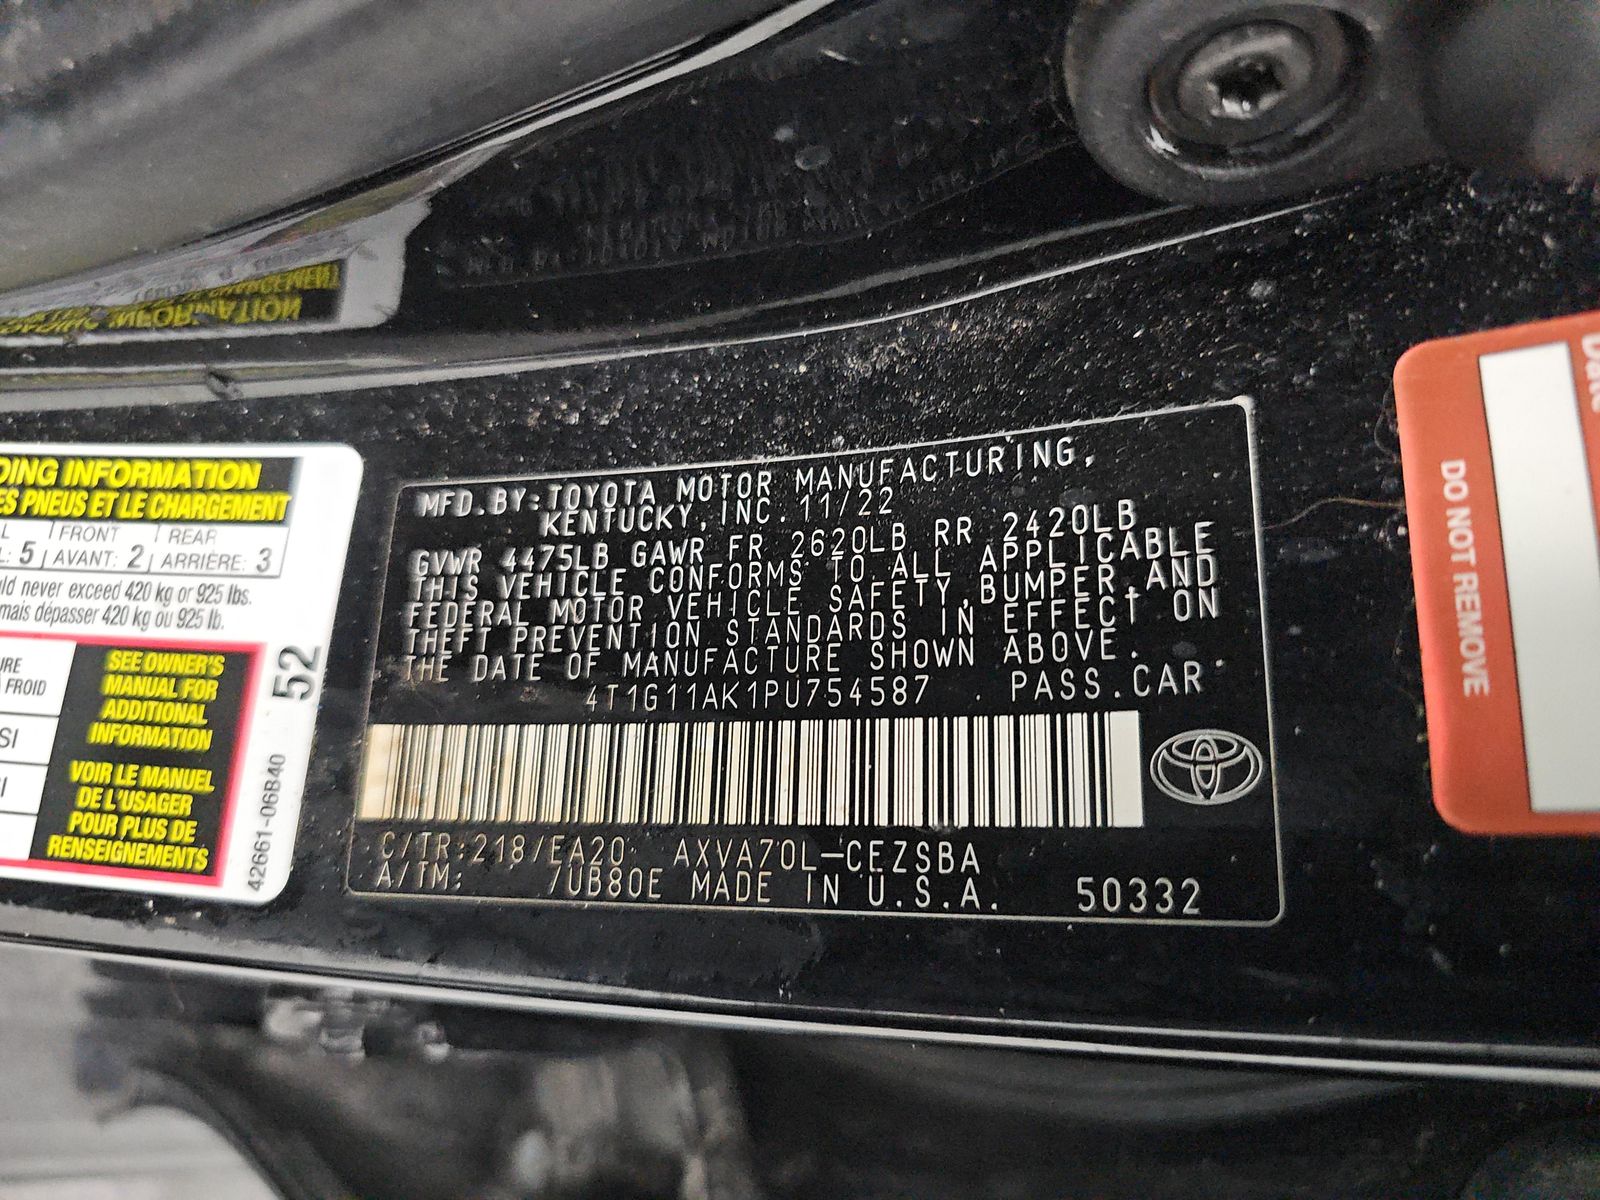 DING INFORMATION
ES PNEUS ET LE CHARGEMENT
FRONT REAR
5 AVANT: 2 ARRIÈRE: 3
never exceed 420 kg or 925 lbs.
dépasser 420 kg ou 925 lb.
FROID
SEE OWNER'S
MANUAL FOR
ADDITIONAL
INFORMATION
VOIR LE MANUEL
DE L'USAGER
POUR PLUS DE
RENSEIGNEMENTS
52
42661-06B40
MFD. BY: TOYOTA MOTOR MANUFACTURING,
KENTUCKY, INC. 11/22
GVWR 4475LB GAWR FR 2620LB RR 2420LB
THIS VEHICLE CONFORMS TO ALL APPLICABLE
FEDERAL MOTOR VEHICLE SAFETY, BUMPER, AND
THEFT PREVENTION STANDARDS IN EFFECT ON
THE DATE OF MANUFACTURE SHOWN ABOVE.
4T1G11AK1PU754587 PASS. CAR
C/TR: 218/EA20 AXVA70L-CEZSBA
A/TM: /UB80E MADE IN U.S.A. 50332
Date
DO NOT REMOVE
INFORMATION